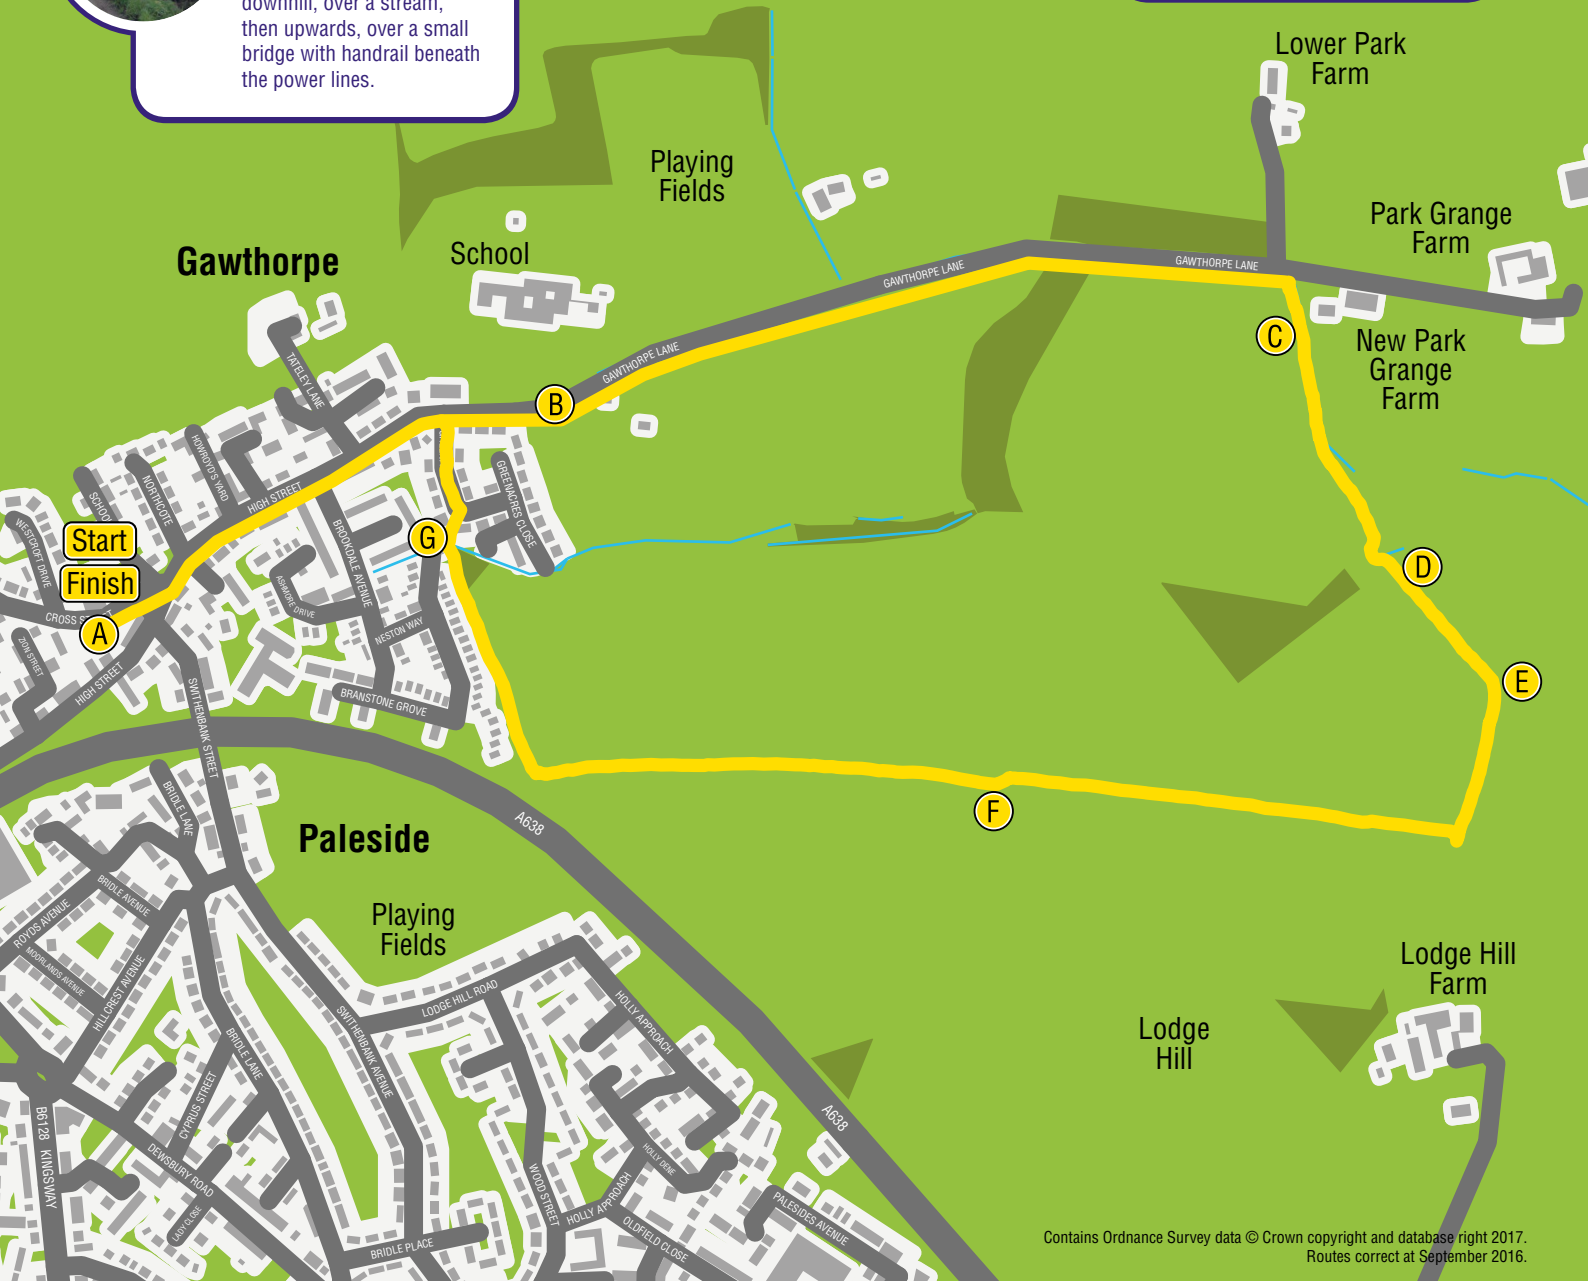 downhill, over a stream,
then upwards, over a small
bridge with handrail beneath
the power lines.
Lower Park
Farm
Playing
Fields
Park Grange
Farm
Gawthorpe
School
GAWTHORPE LANE
GAWTHORPE LANE
GAWTHORPE LANE
C
New Park
Grange
Farm
TATELEY LANE
B
HOWROYD'S YARD
NORTHCOTE
HIGH STREET
GREENACRES CLOSE
WESTCROFT DRIVE
Start
Finish
BROOKDALE AVENUE
G
D
ASHMORE DRIVE
CROSS
A
NESTON WAY
ZION STREET
HIGH STREET
SWITHENBANK STREET
BRANSTONE GROVE
E
F
A638
BRIDLE LANE
Paleside
BRIDLE AVENUE
ROYDS AVENUE
MOORLANDS AVENUE
HILLCREST AVENUE
Playing
Fields
LODGE HILL ROAD
HOLLY APPROACH
SWITHENBANK AVENUE
BRIDLE LANE
Lodge Hill
Farm
Lodge
Hill
A638
CYPRUS STREET
B6128 KINGSWAY
DEWSBURY ROAD
LADY CLOSE
BRIDLE PLACE
WOOD STREET
HOLLY DENE
HOLLY APPROACH
OLDFIELD CLOSE
PALESIDES AVENUE
Contains Ordnance Survey data © Crown copyright and database right 2017.
Routes correct at September 2016.